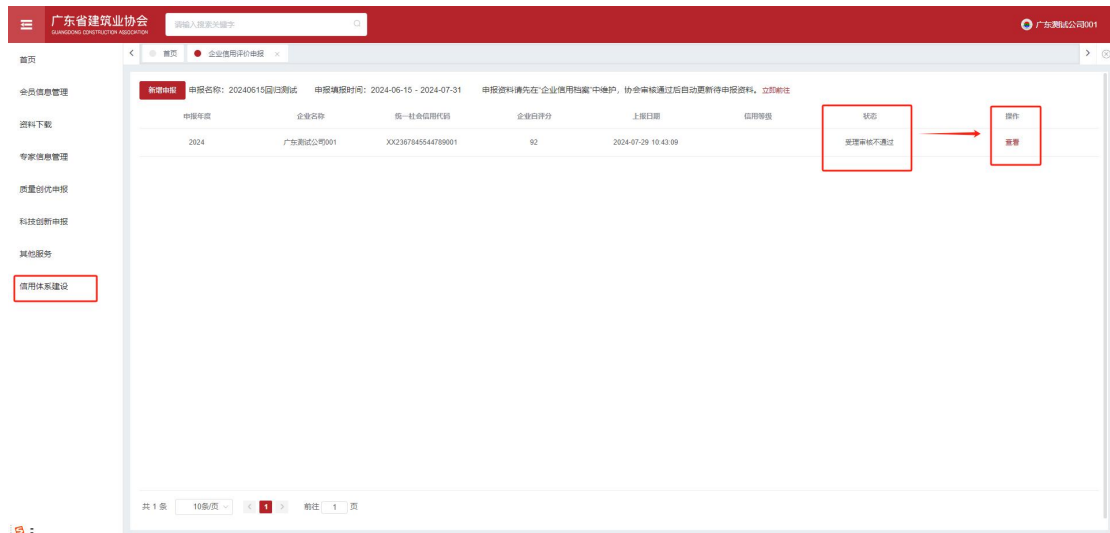 广东省建筑业协会
GUANGDONG CONSTRUCTION ASSOCIATION
请输入搜索关键字
广东测试公司001
首页
会员信息管理
资料下载
专家信息管理
质量创优申报
科技创新申报
其他服务
信用体系建设
首页 企业信用评价申报 ×
新增申报 申报名称：20240615回归测试 申报填报时间：2024-06-15 - 2024-07-31 申报资料请先在“企业信用档案”中维护，协会审核通过后自动更新待申报资料。立即前往
申报年度 企业名称 统一社会信用代码 企业自评分 上报日期 信用等级 状态 操作
2024 广东测试公司001 XX2367845544789001 92 2024-07-29 10:43:09 受理审核不通过 查看
共 1 条 10条/页 1 前往 1 页